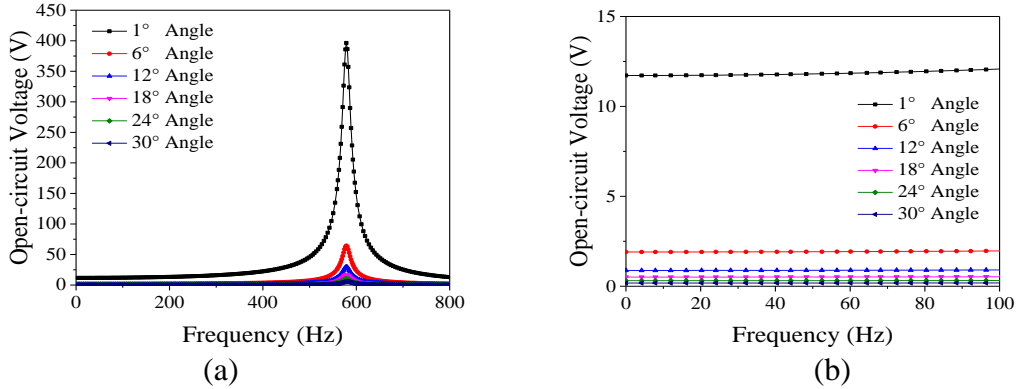 450
400
350
300
250
200
150
100
50
0
Open-circuit Voltage (V)
1° Angle
6° Angle
12° Angle
18° Angle
24° Angle
30° Angle
0 200 400 600 800
Frequency (Hz)
(a)
15
10
5
0
Open-circuit Voltage (V)
1° Angle
6° Angle
12° Angle
18° Angle
24° Angle
30° Angle
0 20 40 60 80 100
Frequency (Hz)
(b)